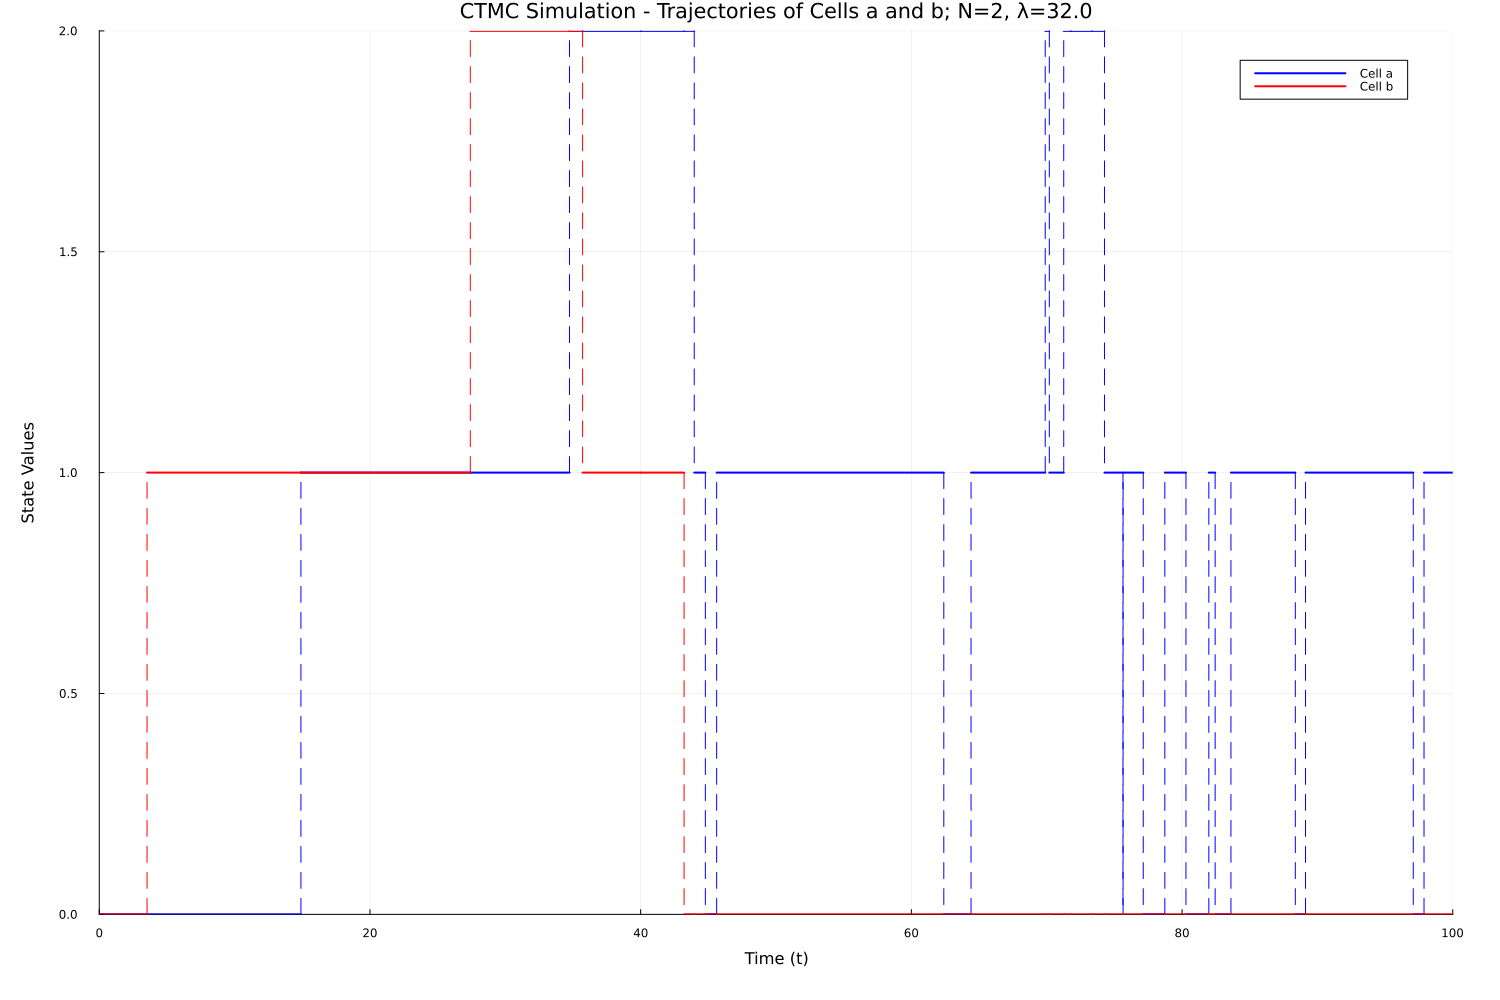 CTMC Simulation - Trajectories of Cells a and b; N=2, λ=32.0
Cell a
Cell b
State Values
2.0
1.5
1.0
0.5
0.0
0 20 40 60 80 100
Time (t)